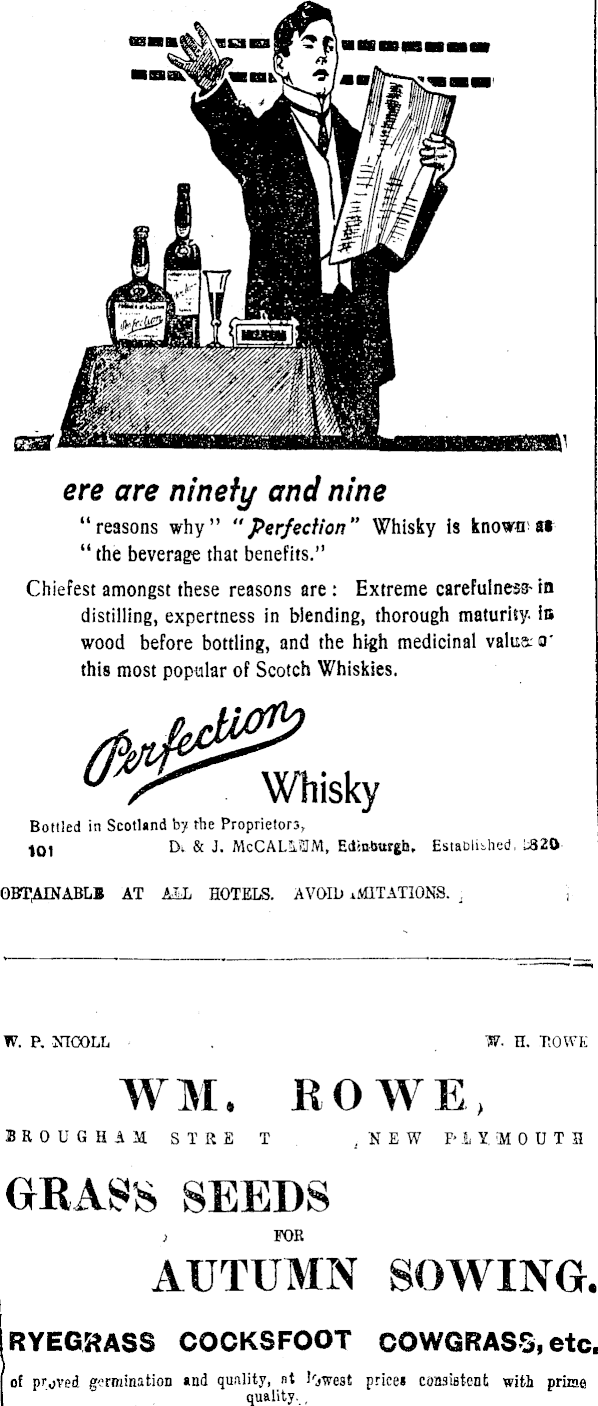 Perfection
ere are ninety and nine
"reasons why" "Perfection" Whisky is known as
"the beverage that benefits."
Chiefest amongst these reasons are: Extreme carefulness in
distilling, expertness in blending, thorough maturity in
wood before bottling, and the high medicinal value o
this most popular of Scotch Whiskies.
Perfection
Whisky
Bottled in Scotland by the Proprietors,
101 D. & J. McCALLUM, Edinburgh. Established 1820
OBTAINABLE AT ALL HOTELS. AVOID IMITATIONS.
W. P. NICOLL W. H. ROWE
WM. ROWE,
BROUGHAM STRE T , NEW PLYMOUTH
GRASS SEEDS
FOR
AUTUMN SOWING.
RYEGRASS COCKSFOOT COWGRASS, etc.
of proved germination and quality, at lowest prices consistent with prime
quality.